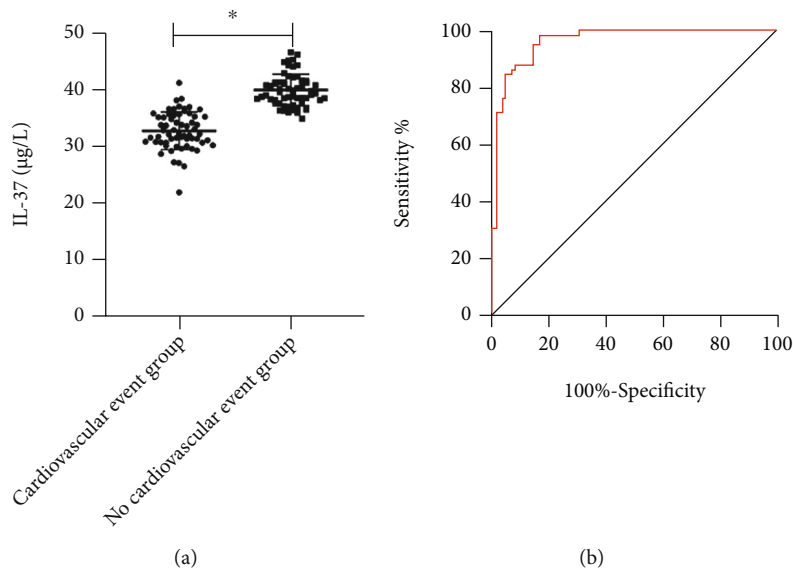 *
50
40
30
20
10
0
IL-37 (μg/L)
Cardiovascular event group
No cardiovascular event group
(a)
100
80
60
40
20
0
Sensitivity %
0 20 40 60 80 100
100%-Specificity
(b)